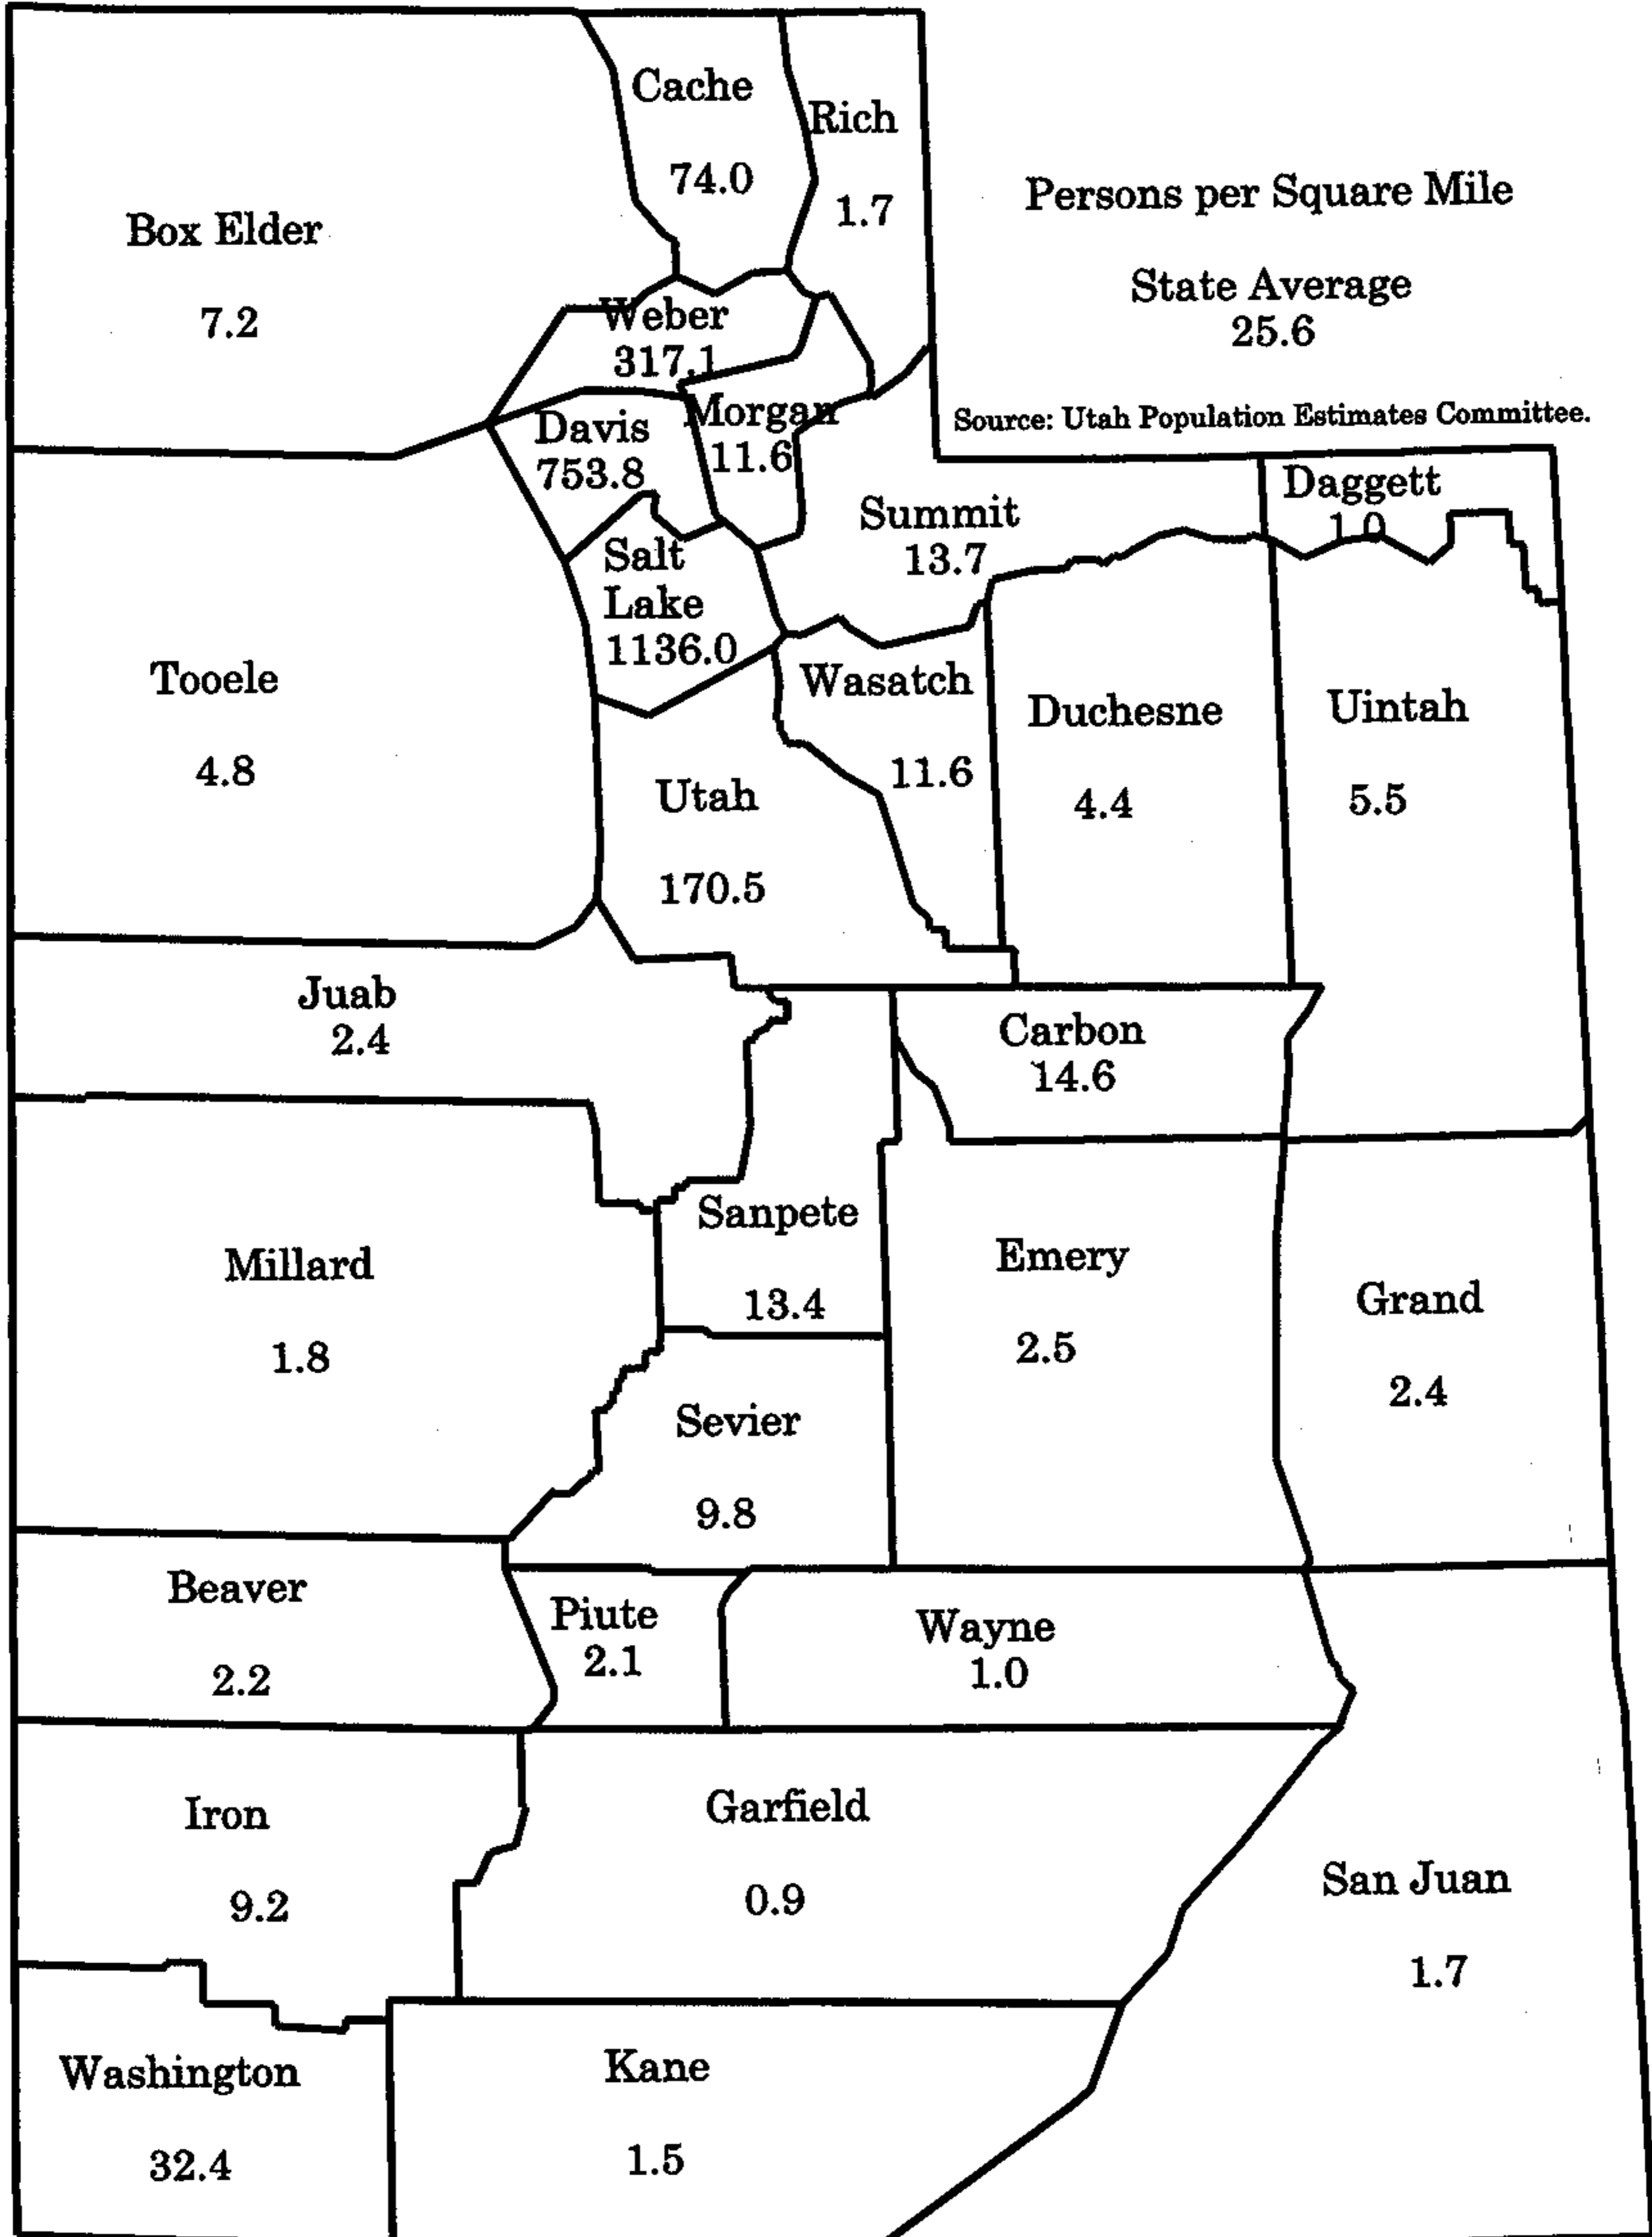 Cache
74.0
Rich
1.7
Persons per Square Mile
State Average
25.6
Source: Utah Population Estimates Committee.
Box Elder
7.2
Weber
317.1
Morgan
11.6
Davis
753.8
Summit
13.7
Daggett
1.0
Salt
Lake
1136.0
Tooele
4.8
Wasatch
11.6
Duchesne
4.4
Uintah
5.5
Utah
170.5
Juab
2.4
Carbon
14.6
Sanpete
13.4
Millard
1.8
Emery
2.5
Grand
2.4
Sevier
9.8
Beaver
2.2
Piute
2.1
Wayne
1.0
Iron
9.2
Garfield
0.9
San Juan
1.7
Washington
32.4
Kane
1.5